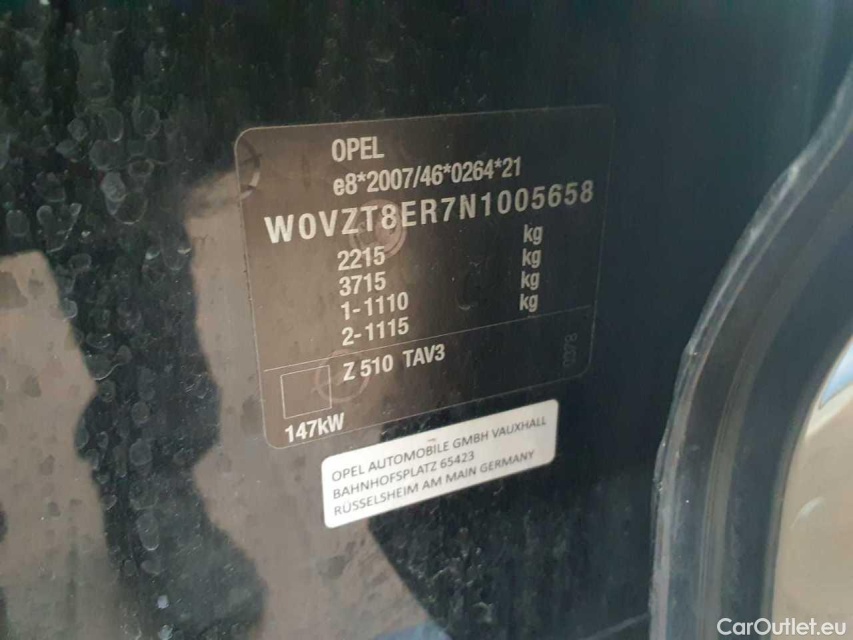 OPEL
e8*2007/46*0264*21
W0VZT8ER7N1005658
2215 kg
3715 kg
1-1110 kg
2-1115 kg
Z 510 TAV3
147kW
OPEL AUTOMOBILE GMBH VAUXHALL
BAHNHOFSPLATZ 65423
RÜSSELSHEIM AM MAIN GERMANY
CarOutlet.eu